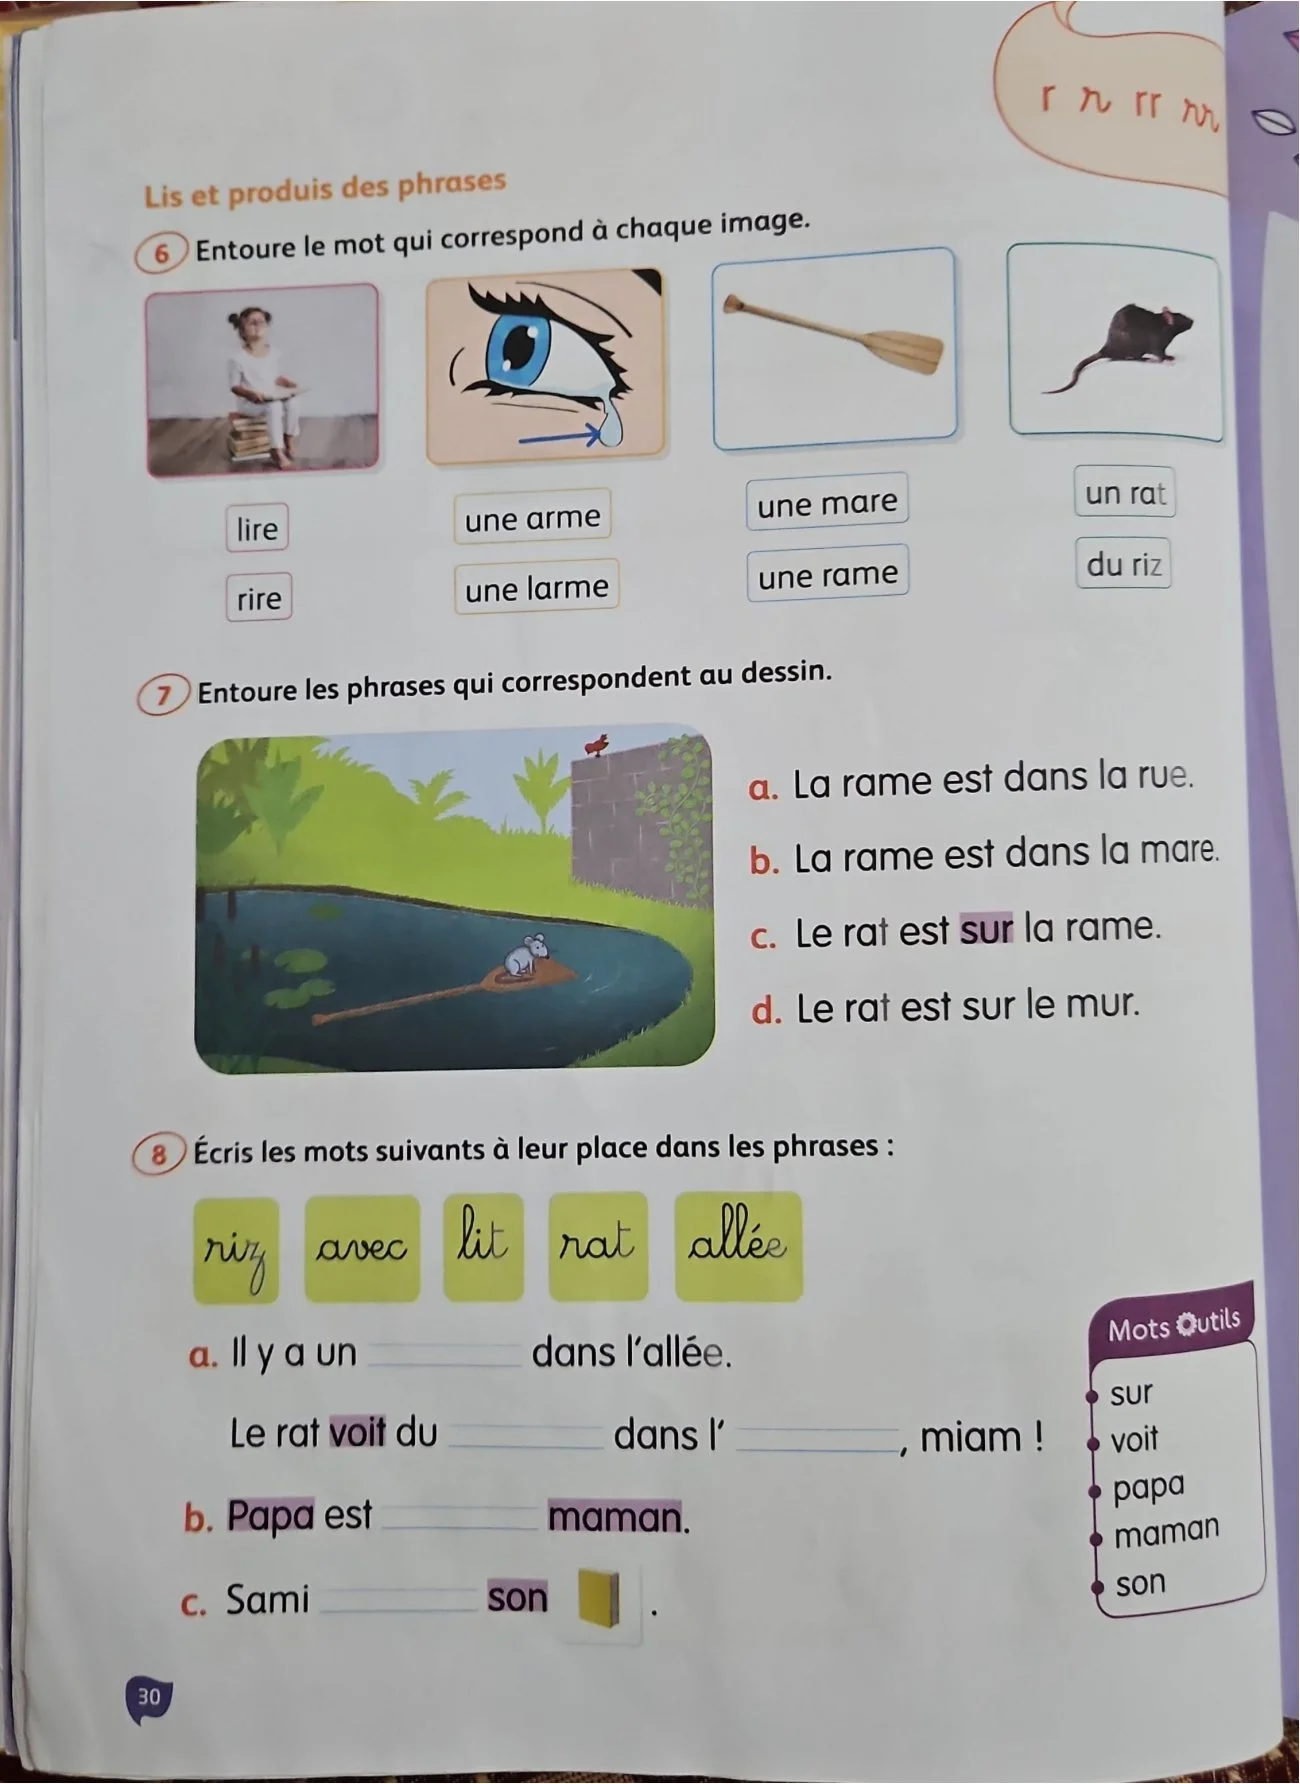 r r rr rr
Lis et produis des phrases
6 Entoure le mot qui correspond à chaque image.
lire
rire
une arme
une larme
une mare
une rame
un rat
du riz
7 Entoure les phrases qui correspondent au dessin.
a. La rame est dans la rue.
b. La rame est dans la mare.
c. Le rat est sur la rame.
d. Le rat est sur le mur.
8 Écris les mots suivants à leur place dans les phrases :
riz avec lit rat allée
a. Il y a un dans l'allée.
Le rat voit du dans l' , miam !
b. Papa est maman.
c. Sami son .
Mots Outils
sur
voit
papa
maman
son
30